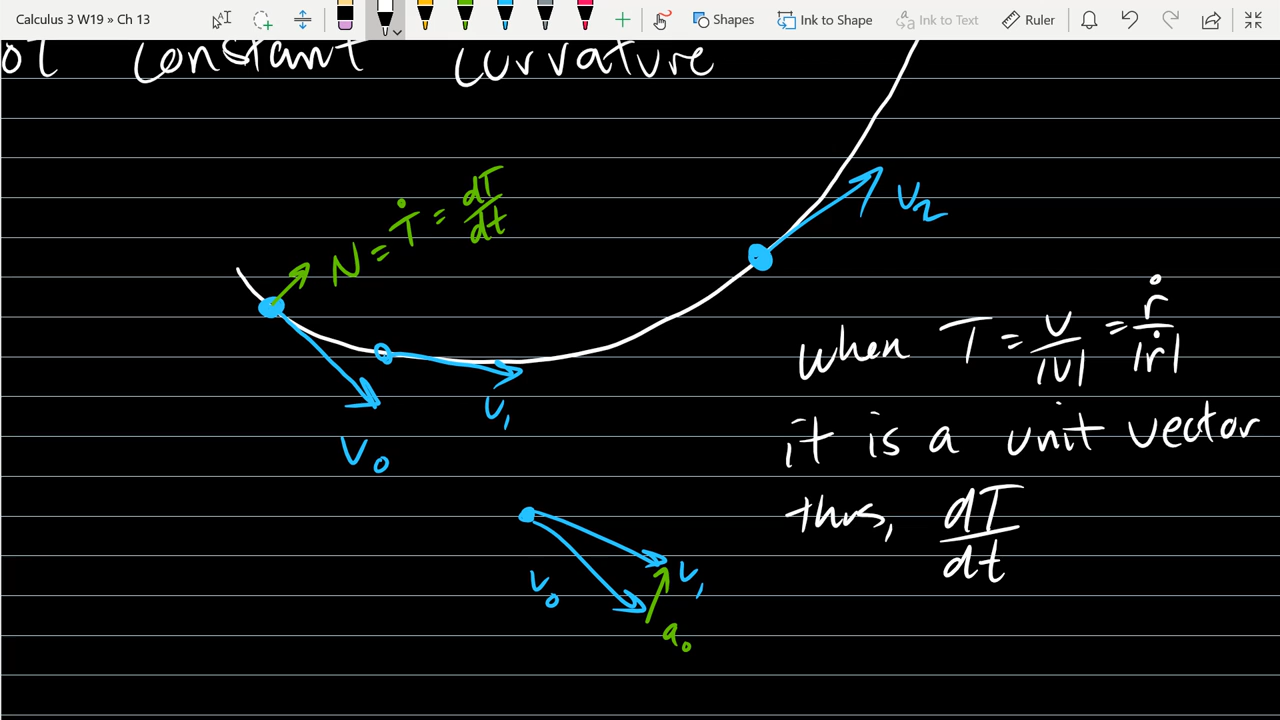 Calculus 3 W19 » Ch 13
Shapes
Ink to Shape
Ink to Text
Ruler
constant curvature
N = Ṫ = dT/dt
v₂
v₁
v₀
when T = v/|v| = ṙ/|ṙ|
it is a unit vector
thus, dT/dt
v₀
v₁
a₀